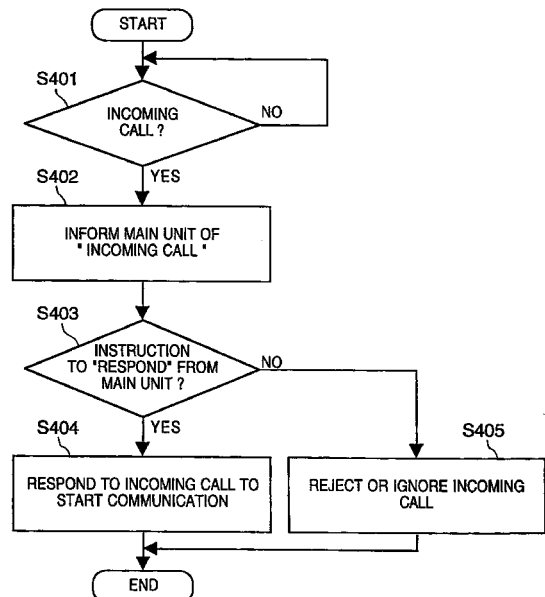 START
S401
INCOMING
CALL ?
NO
YES
S402
INFORM MAIN UNIT OF
" INCOMING CALL "
S403
INSTRUCTION
TO "RESPOND" FROM
MAIN UNIT ?
NO
YES
S404
RESPOND TO INCOMING CALL TO
START COMMUNICATION
S405
REJECT OR IGNORE INCOMING
CALL
END